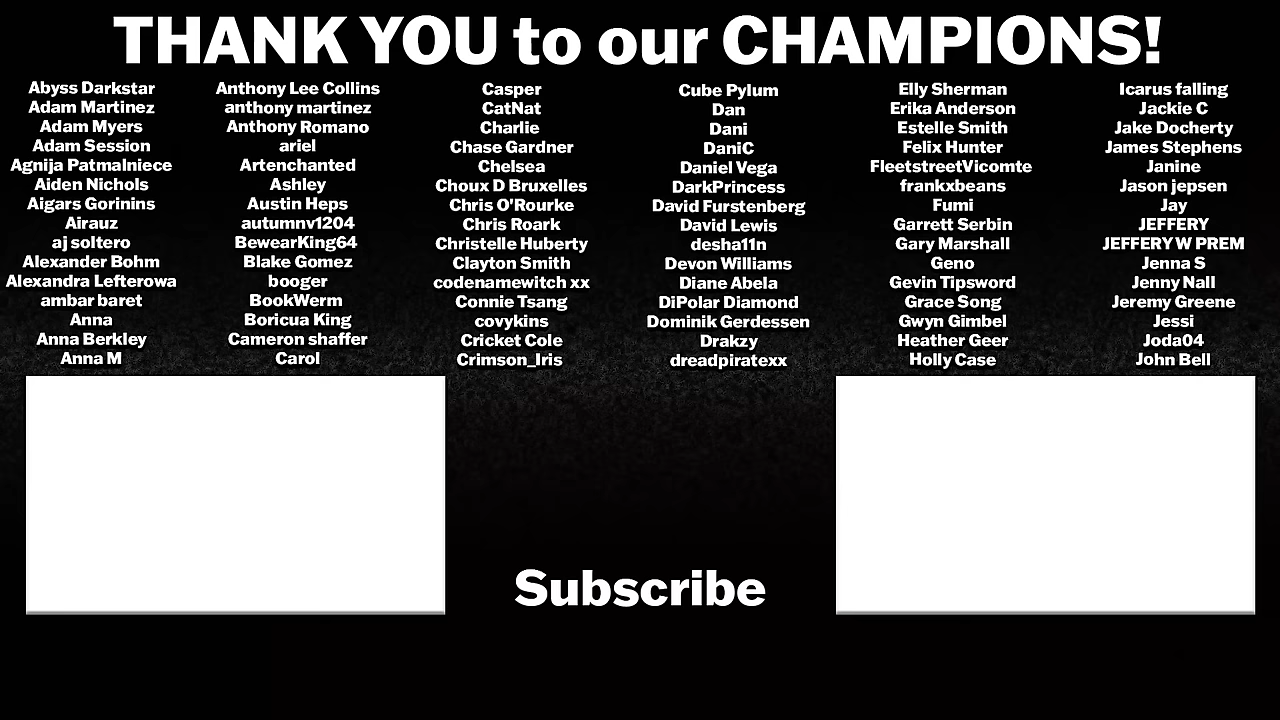 THANK YOU to our CHAMPIONS!
Abyss Darkstar
Adam Martinez
Adam Myers
Adam Session
Agnija Patmalniece
Aiden Nichols
Aigars Gorinins
Airauz
aj soltero
Alexander Bohm
Alexandra Lefterowa
ambar baret
Anna
Anna Berkley
Anna M
Anthony Lee Collins
anthony martinez
Anthony Romano
ariel
Artenchanted
Ashley
Austin Heps
autumnv1204
BewearKing64
Blake Gomez
booger
BookWerm
Boricua King
Cameron shaffer
Carol
Casper
CatNat
Charlie
Chase Gardner
Chelsea
Choux D Bruxelles
Chris O'Rourke
Chris Roark
Christelle Huberty
Clayton Smith
codenamewitch xx
Connie Tsang
covykins
Cricket Cole
Crimson_Iris
Cube Pylum
Dan
Dani
DaniC
Daniel Vega
DarkPrincess
David Furstenberg
David Lewis
desha11n
Devon Williams
Diane Abela
DiPolar Diamond
Dominik Gerdessen
Drakzy
dreadpiratexx
Elly Sherman
Erika Anderson
Estelle Smith
Felix Hunter
FleetstreetVicomte
frankxbeans
Fumi
Garrett Serbin
Gary Marshall
Geno
Gevin Tipsword
Grace Song
Gwyn Gimbel
Heather Geer
Holly Case
Icarus falling
Jackie C
Jake Docherty
James Stephens
Janine
Jason jepsen
Jay
JEFFERY
JEFFERY W PREM
Jenna S
Jenny Nall
Jeremy Greene
Jessi
Joda04
John Bell
Subscribe